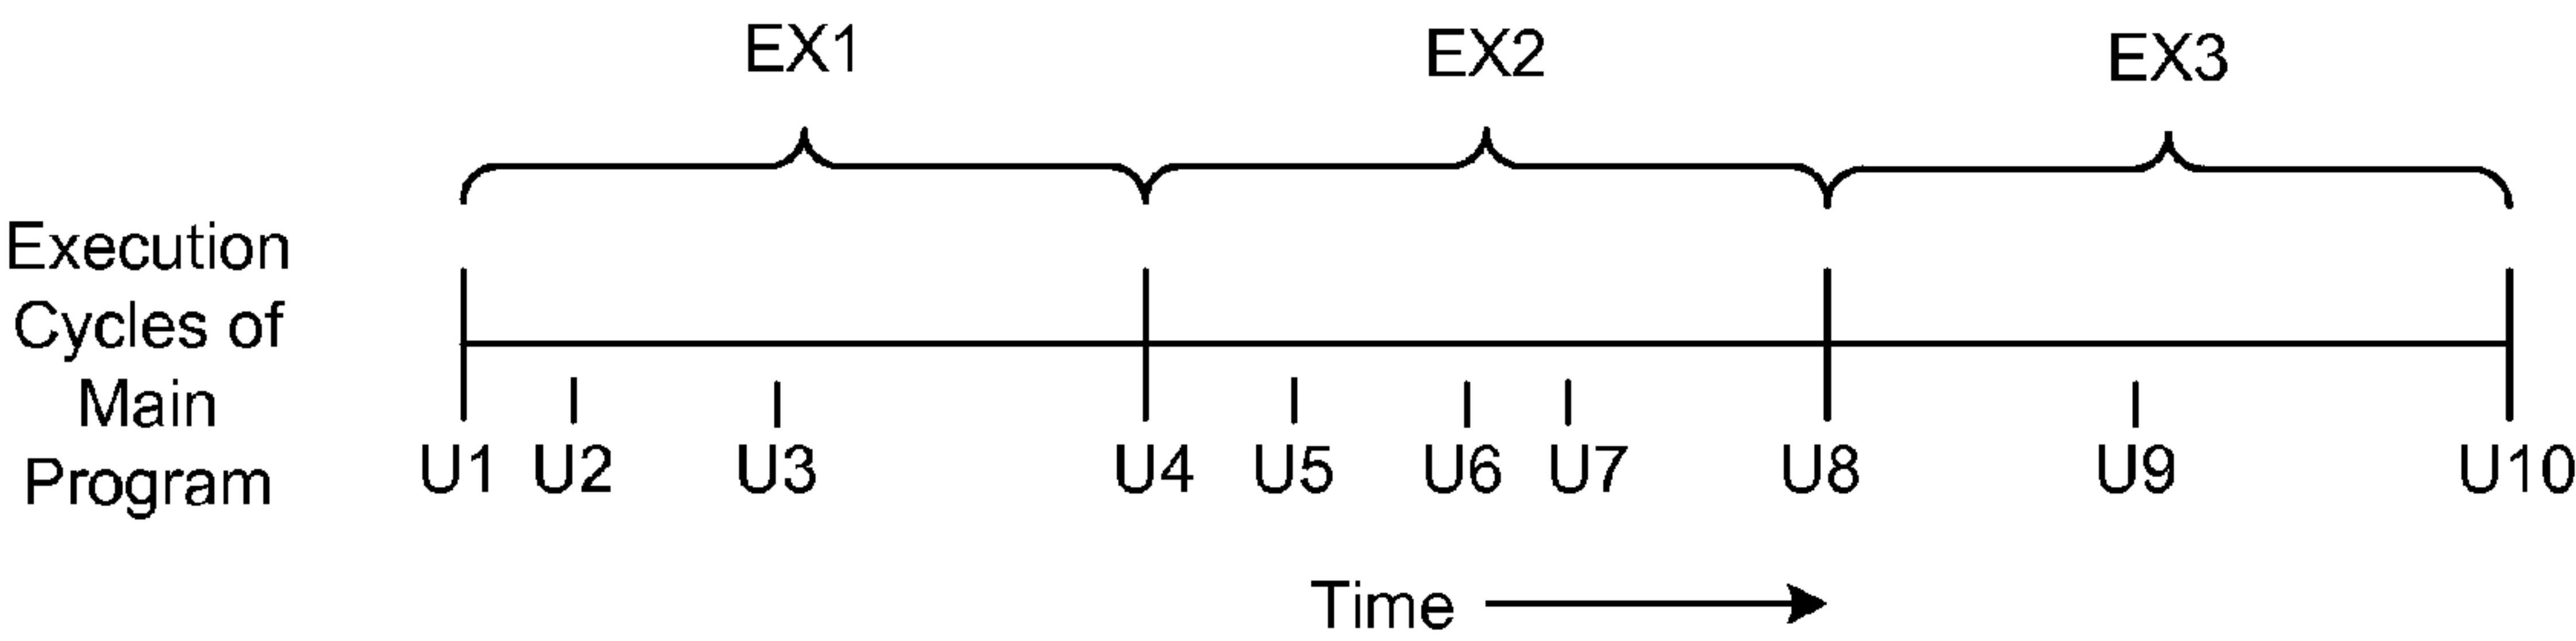 EX1 EX2 EX3
Execution
Cycles of
Main
Program
U1 U2 U3 U4 U5 U6 U7 U8 U9 U10
Time